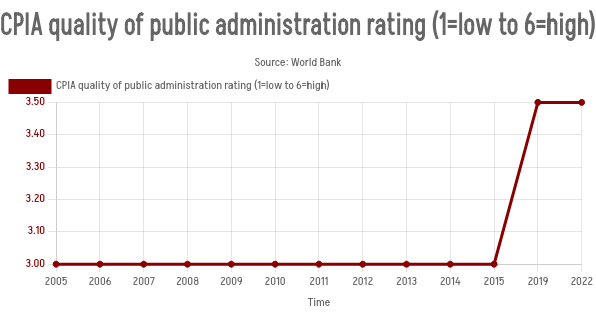 CPIA quality of public administration rating (1=low to 6=high)
Source: World Bank
CPIA quality of public administration rating (1=low to 6=high)
3.50
3.40
3.30
3.20
3.10
3.00
2005 2006 2007 2008 2009 2010 2011 2012 2013 2014 2015 2019 2022
Time